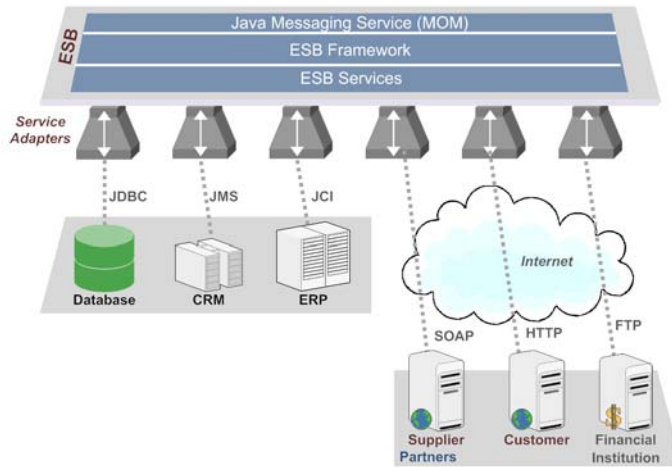 ESB
Java Messaging Service (MOM)
ESB Framework
ESB Services
Service
Adapters
JDBC
JMS
JCI
Internet
Database
CRM
ERP
SOAP
HTTP
FTP
Supplier
Partners
Customer
Financial
Institution